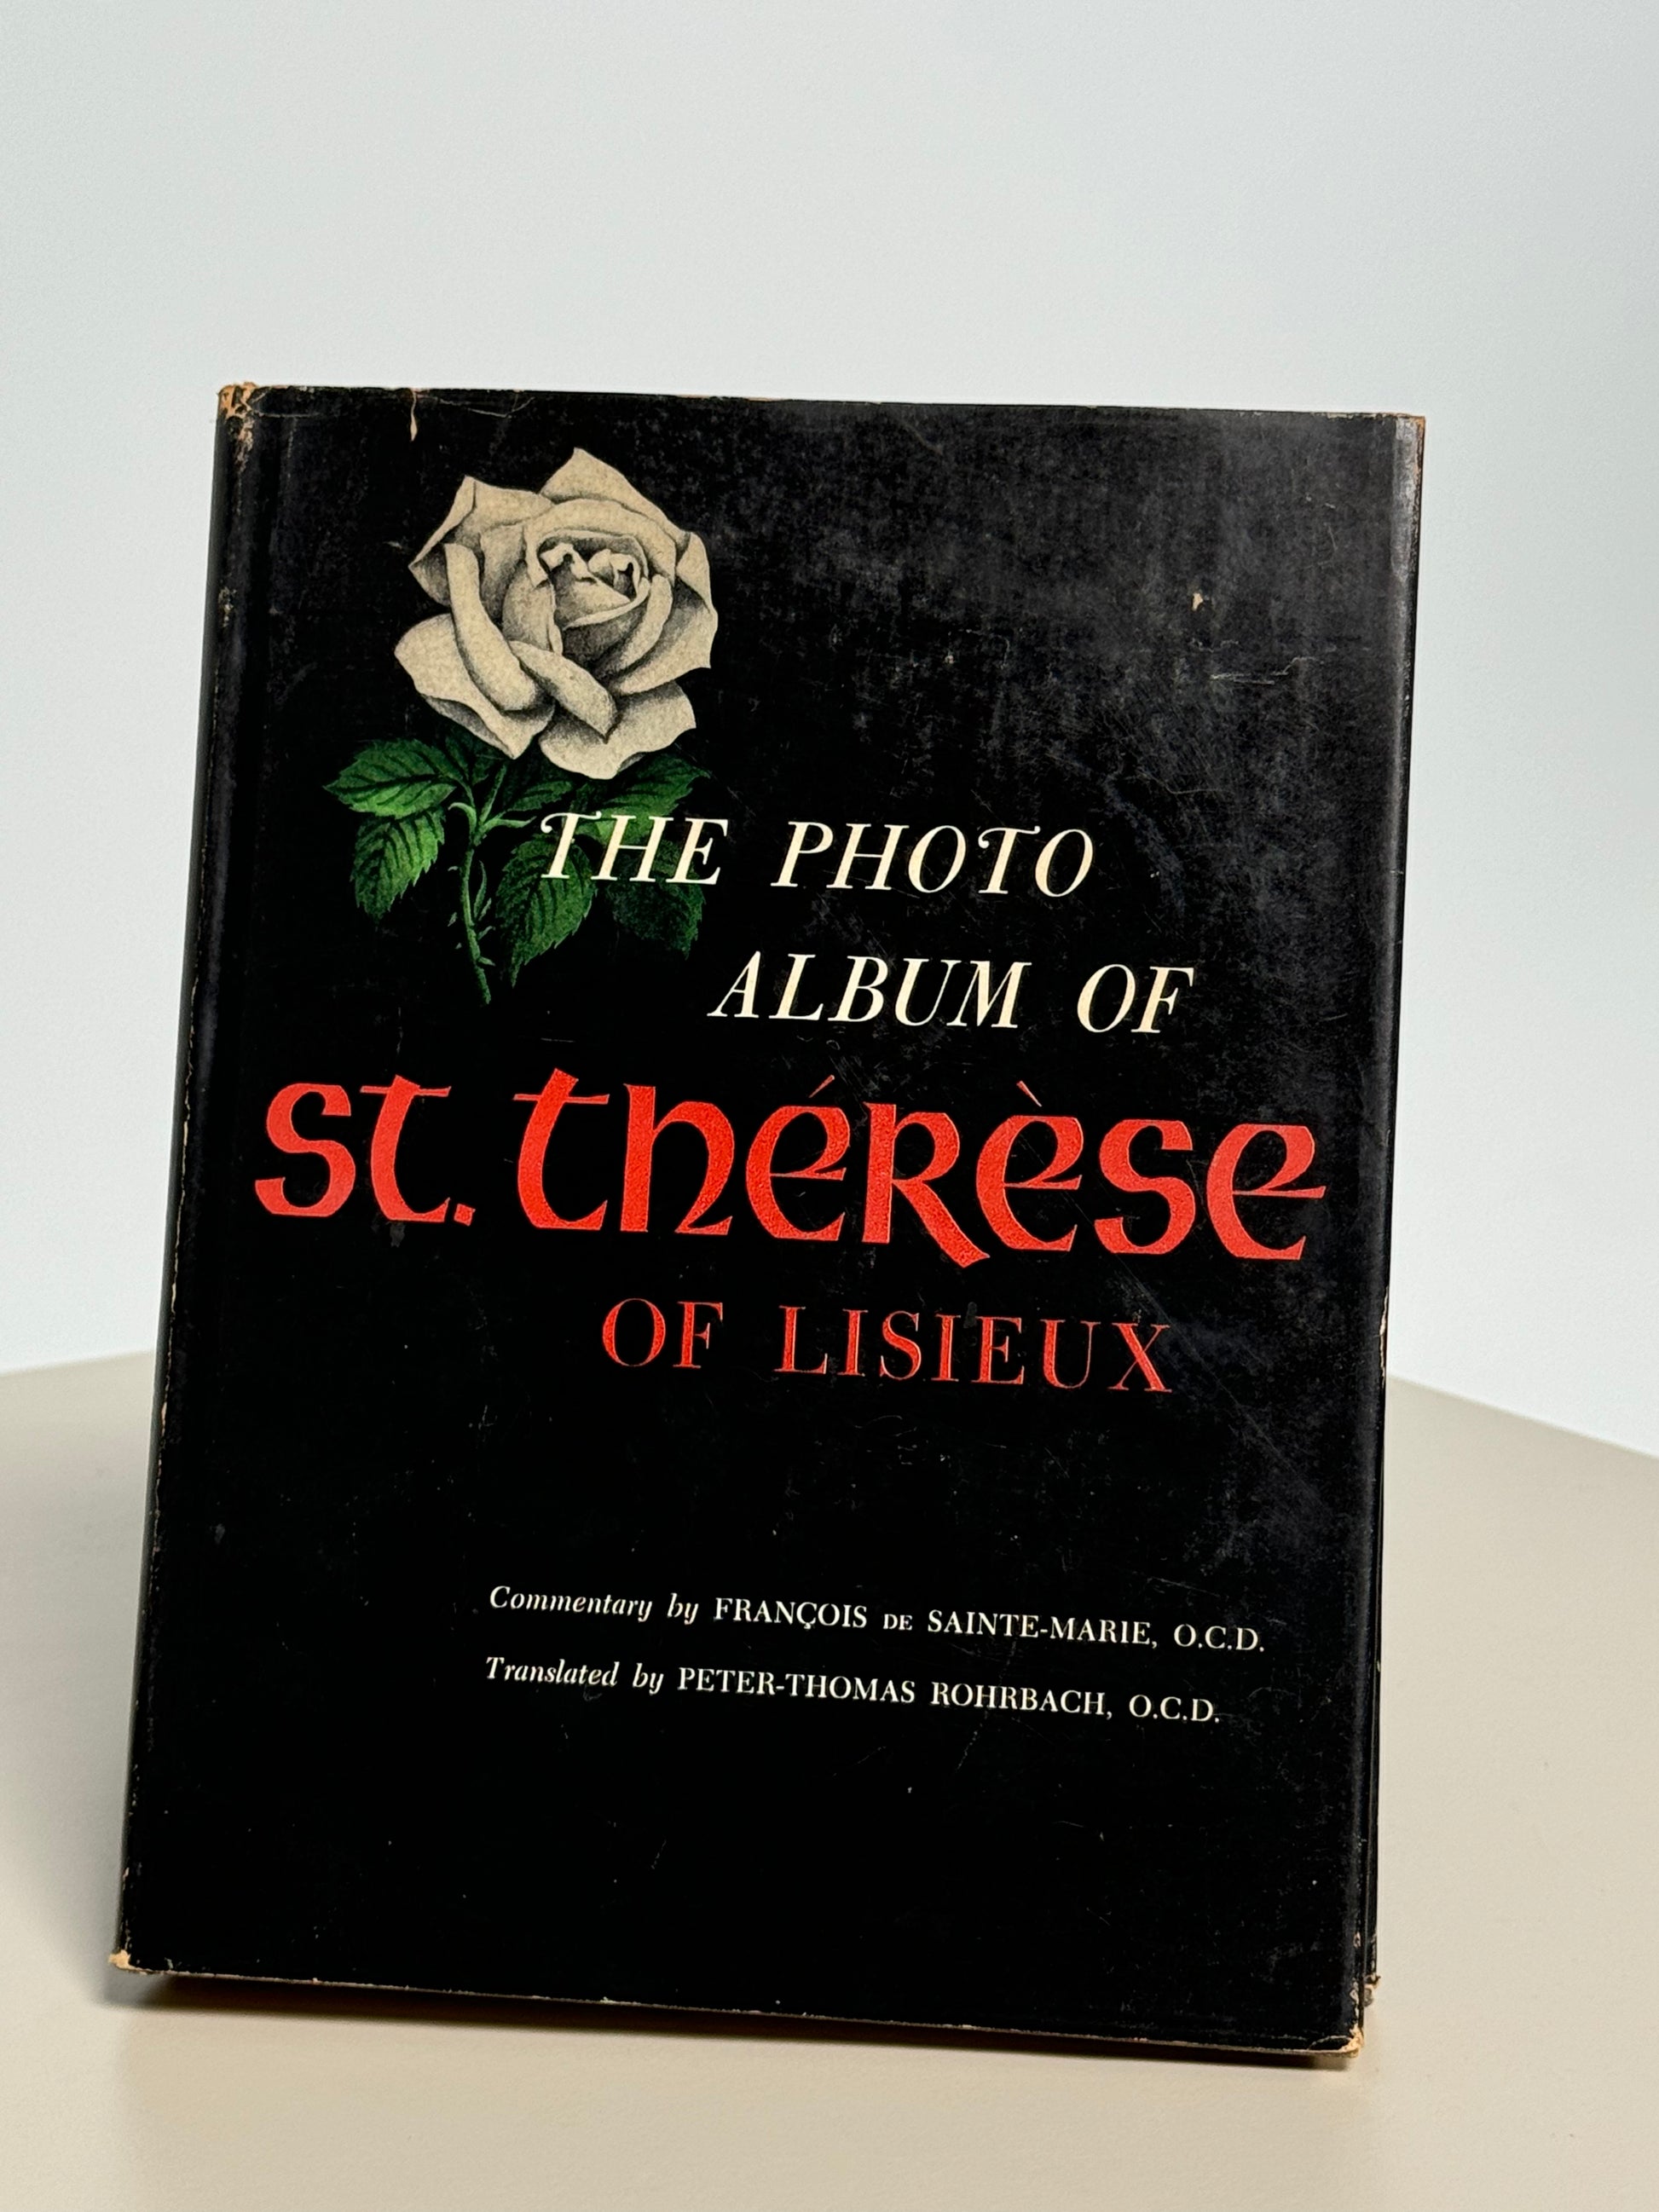 THE PHOTO
ALBUM OF
St. Thérèse
OF LISIEUX
Commentary by FRANÇOIS DE SAINTE-MARIE, O.C.D.
Translated by PETER-THOMAS ROHRBACH, O.C.D.